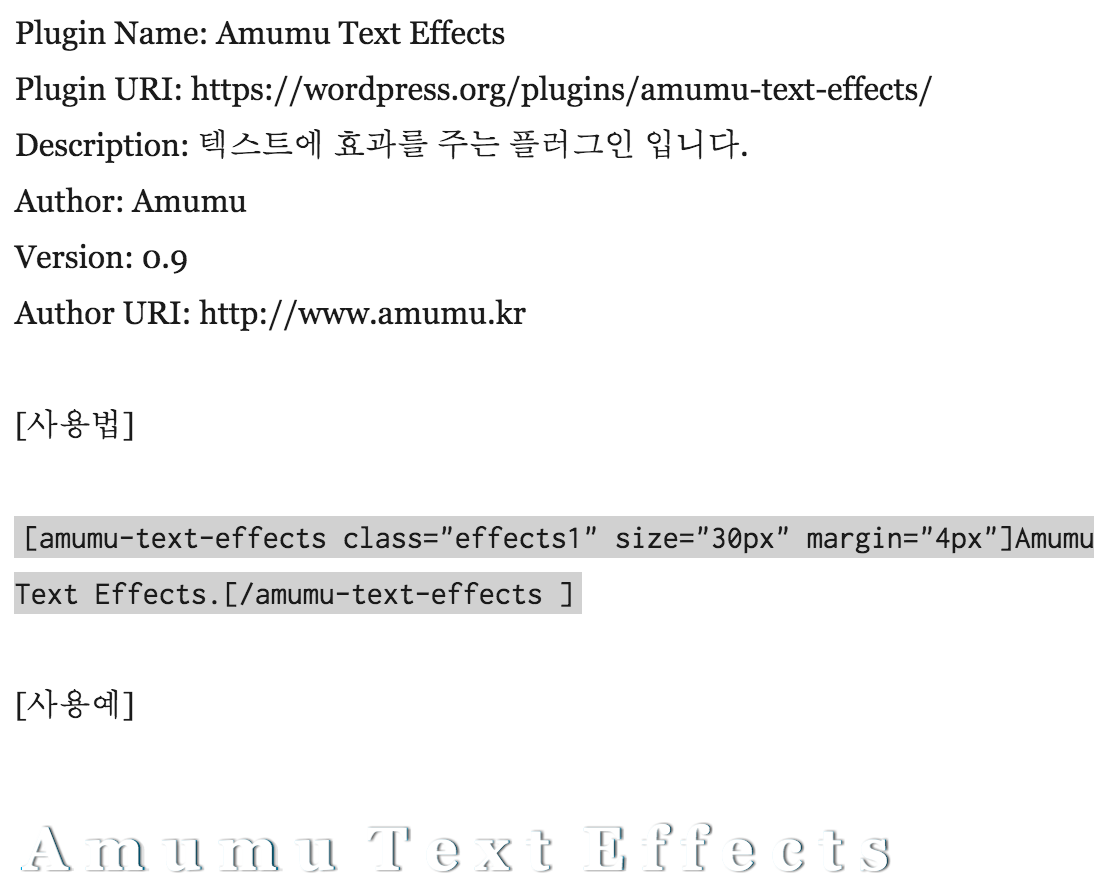 Plugin Name: Amumu Text Effects
Plugin URI: https://wordpress.org/plugins/amumu-text-effects/
Description: 텍스트에 효과를 주는 플러그인 입니다.
Author: Amumu
Version: 0.9
Author URI: http://www.amumu.kr
[사용법]
[amumu-text-effects class="effects1" size="30px" margin="4px"]Amumu
Text Effects.[/amumu-text-effects ]
[사용예]
Amumu Text Effects